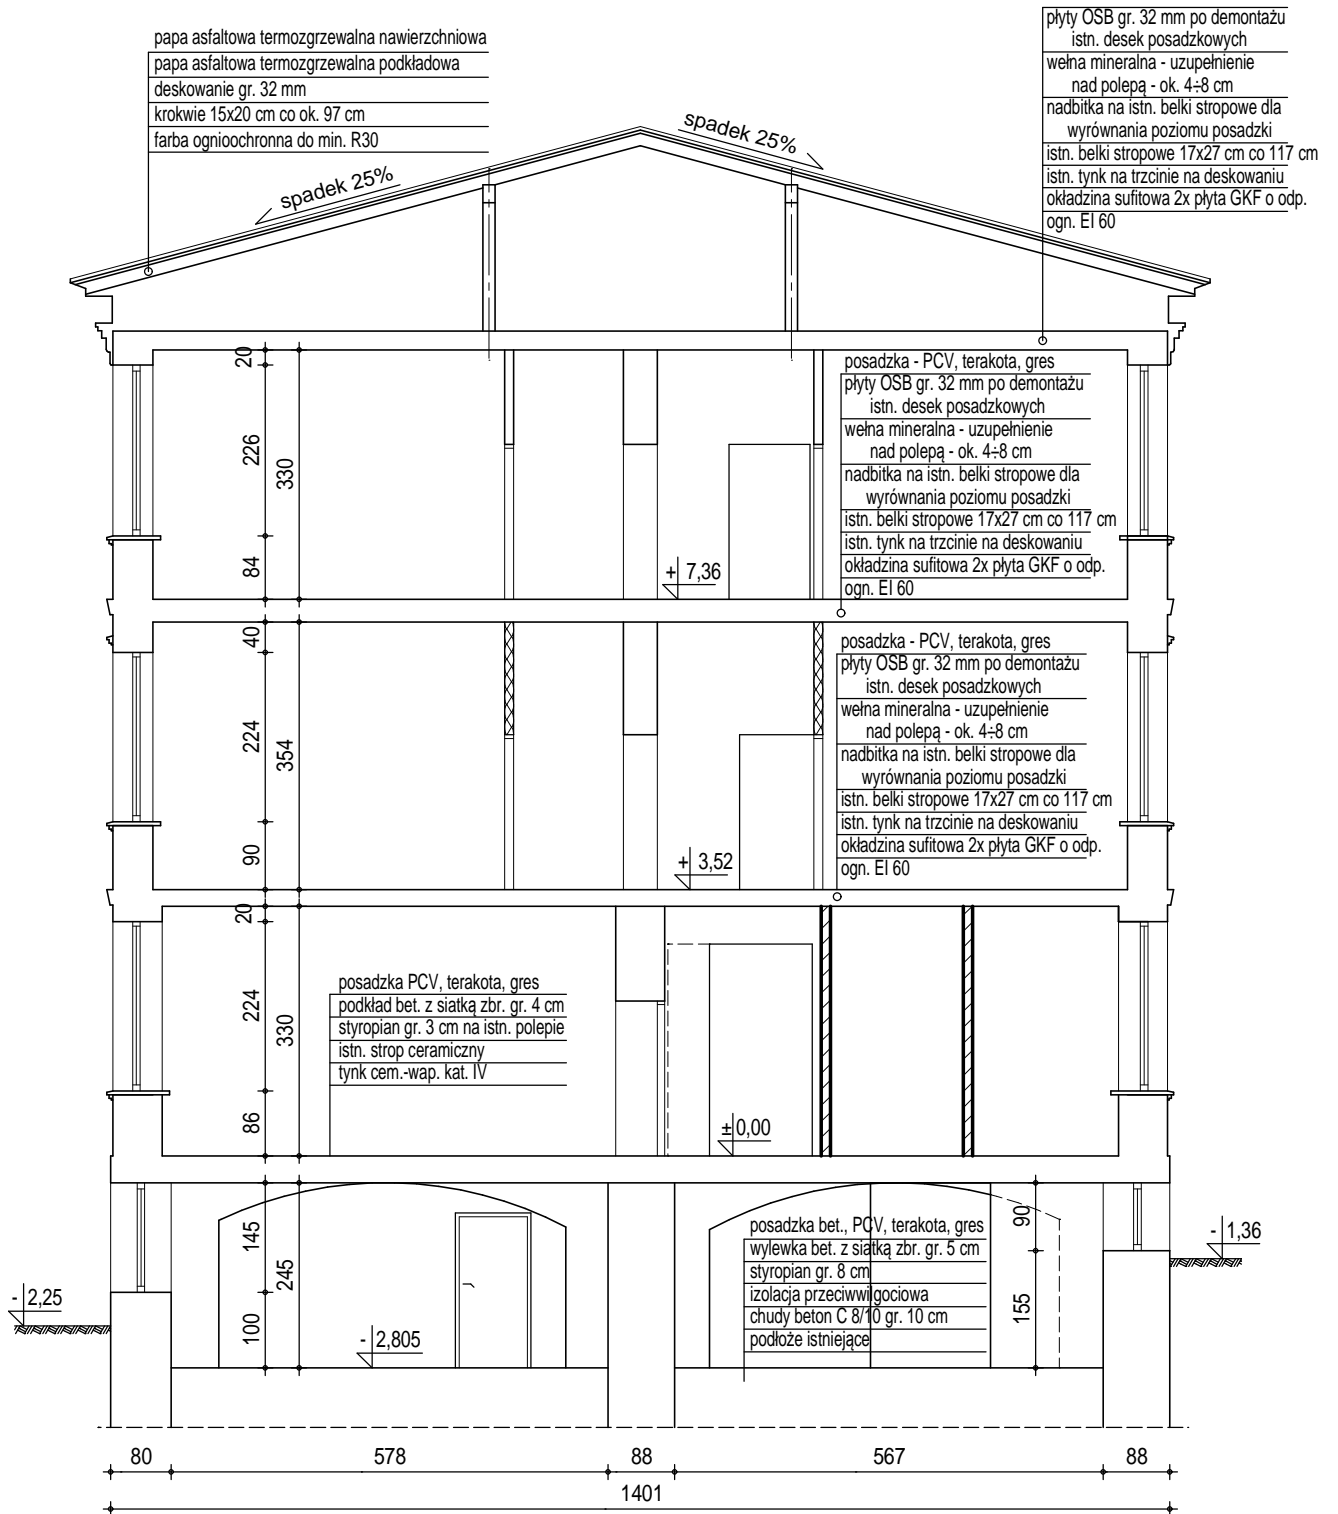 papa asfaltowa termozgrzewalna nawierzchniowa
papa asfaltowa termozgrzewalna podkładowa
deskowanie gr. 32 mm
krokwie 15x20 cm co ok. 97 cm
farba ognioochronna do min. R30
płyty OSB gr. 32 mm po demontażu
istn. desek posadzkowych
wełna mineralna - uzupełnienie
nad polepą - ok. 4÷8 cm
nadbitka na istn. belki stropowe dla
wyrównania poziomu posadzki
istn. belki stropowe 17x27 cm co 117 cm
istn. tynk na trzcinie na deskowaniu
okładzina sufitowa 2x płyta GKF o odp.
ogn. EI 60
spadek 25%
spadek 25%
20
226
330
84
+ 7,36
posadzka - PCV, terakota, gres
płyty OSB gr. 32 mm po demontażu
istn. desek posadzkowych
wełna mineralna - uzupełnienie
nad polepą - ok. 4÷8 cm
nadbitka na istn. belki stropowe dla
wyrównania poziomu posadzki
istn. belki stropowe 17x27 cm co 117 cm
istn. tynk na trzcinie na deskowaniu
okładzina sufitowa 2x płyta GKF o odp.
ogn. EI 60
40
224
354
90
+ 3,52
posadzka - PCV, terakota, gres
płyty OSB gr. 32 mm po demontażu
istn. desek posadzkowych
wełna mineralna - uzupełnienie
nad polepą - ok. 4÷8 cm
nadbitka na istn. belki stropowe dla
wyrównania poziomu posadzki
istn. belki stropowe 17x27 cm co 117 cm
istn. tynk na trzcinie na deskowaniu
okładzina sufitowa 2x płyta GKF o odp.
ogn. EI 60
20
224
330
86
posadzka PCV, terakota, gres
podkład bet. z siatką zbr. gr. 4 cm
styropian gr. 3 cm na istn. polepie
istn. strop ceramiczny
tynk cem.-wap. kat. IV
± 0,00
145
245
100
- 2,25
- 2,805
posadzka bet., PCV, terakota, gres
wylewka bet. z siatką zbr. gr. 5 cm
styropian gr. 8 cm
izolacja przeciwwilgociowa
chudy beton C 8/10 gr. 10 cm
podłoże istniejące
90
155
- 1,36
80 578 88 567 88
1401